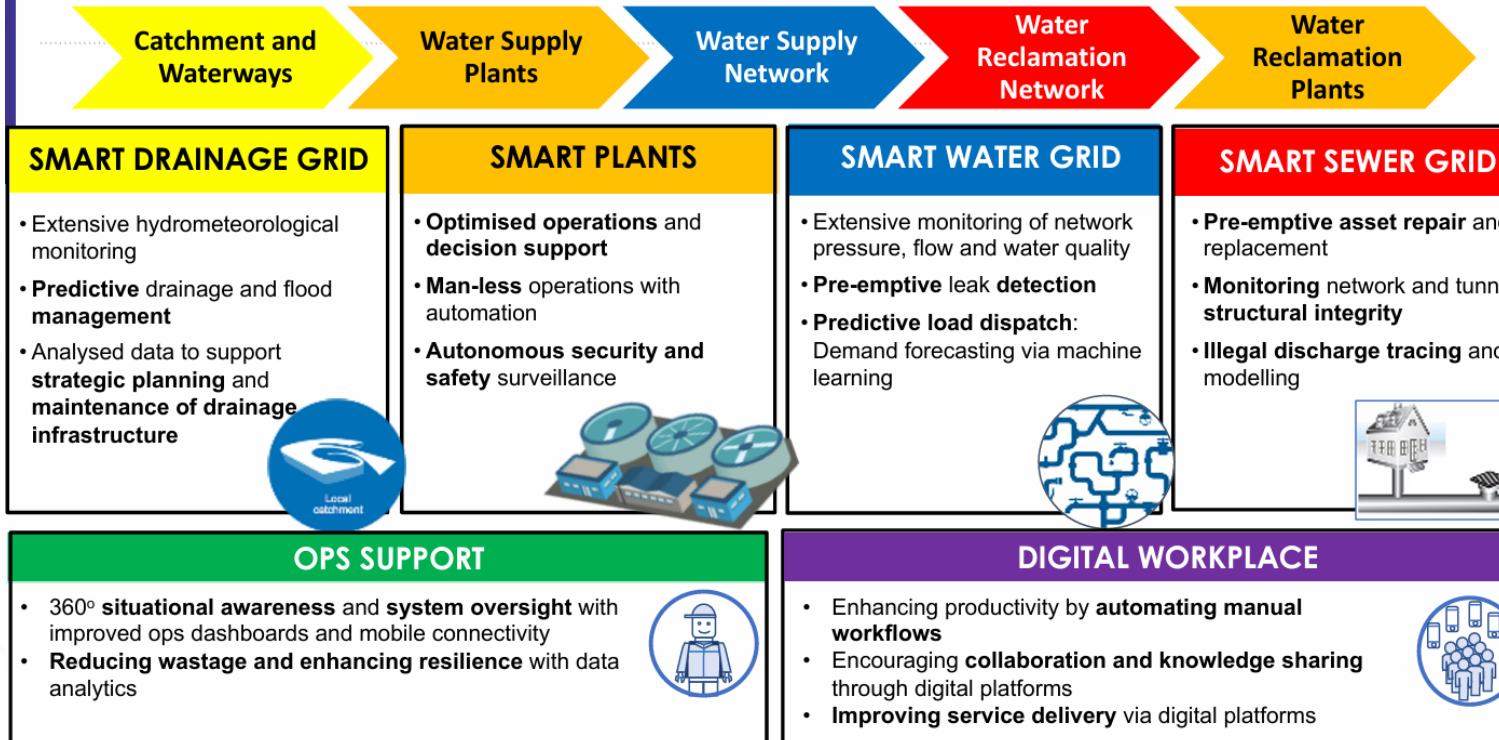 Catchment and
Waterways
Water Supply
Plants
Water Supply
Network
Water
Reclamation
Network
Water
Reclamation
Plants
SMART DRAINAGE GRID
• Extensive hydrometeorological
monitoring
• Predictive drainage and flood
management
• Analysed data to support
strategic planning and
maintenance of drainage
infrastructure
Local
catchment
SMART PLANTS
• Optimised operations and
decision support
• Man-less operations with
automation
• Autonomous security and
safety surveillance
SMART WATER GRID
• Extensive monitoring of network
pressure, flow and water quality
• Pre-emptive leak detection
• Predictive load dispatch:
Demand forecasting via machine
learning
SMART SEWER GRID
• Pre-emptive asset repair
replacement
• Monitoring network and
structural integrity
• Illegal discharge tracing
modelling
OPS SUPPORT
• 360° situational awareness and system oversight with
improved ops dashboards and mobile connectivity
• Reducing wastage and enhancing resilience with data
analytics
DIGITAL WORKPLACE
• Enhancing productivity by automating manual
workflows
• Encouraging collaboration and knowledge sharing
through digital platforms
• Improving service delivery via digital platforms